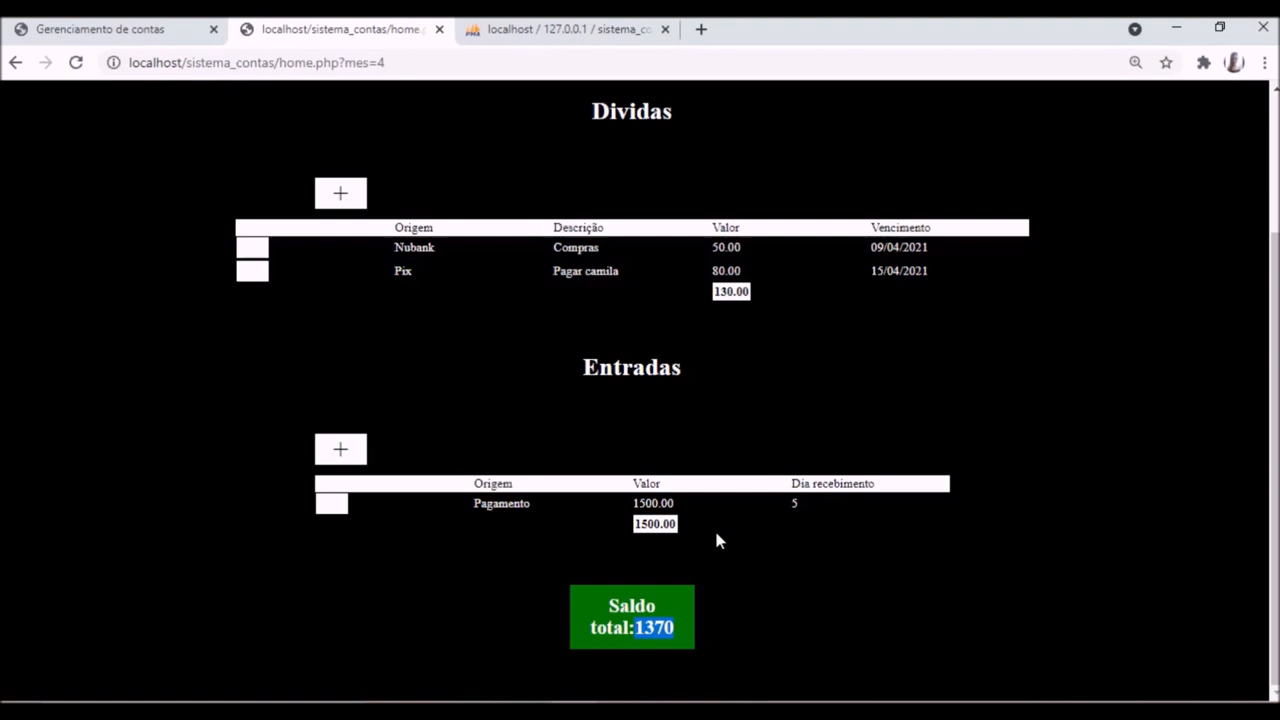 Gerenciamento de contas
localhost/sistema_contas/home.p
localhost / 127.0.0.1 / sistema_co
localhost/sistema_contas/home.php?mes=4
Dividas
+
Origem Descrição Valor Vencimento
Nubank Compras 50.00 09/04/2021
Pix Pagar camila 80.00 15/04/2021
130.00
Entradas
+
Origem Valor Dia recebimento
Pagamento 1500.00 5
1500.00
Saldo
total:1370